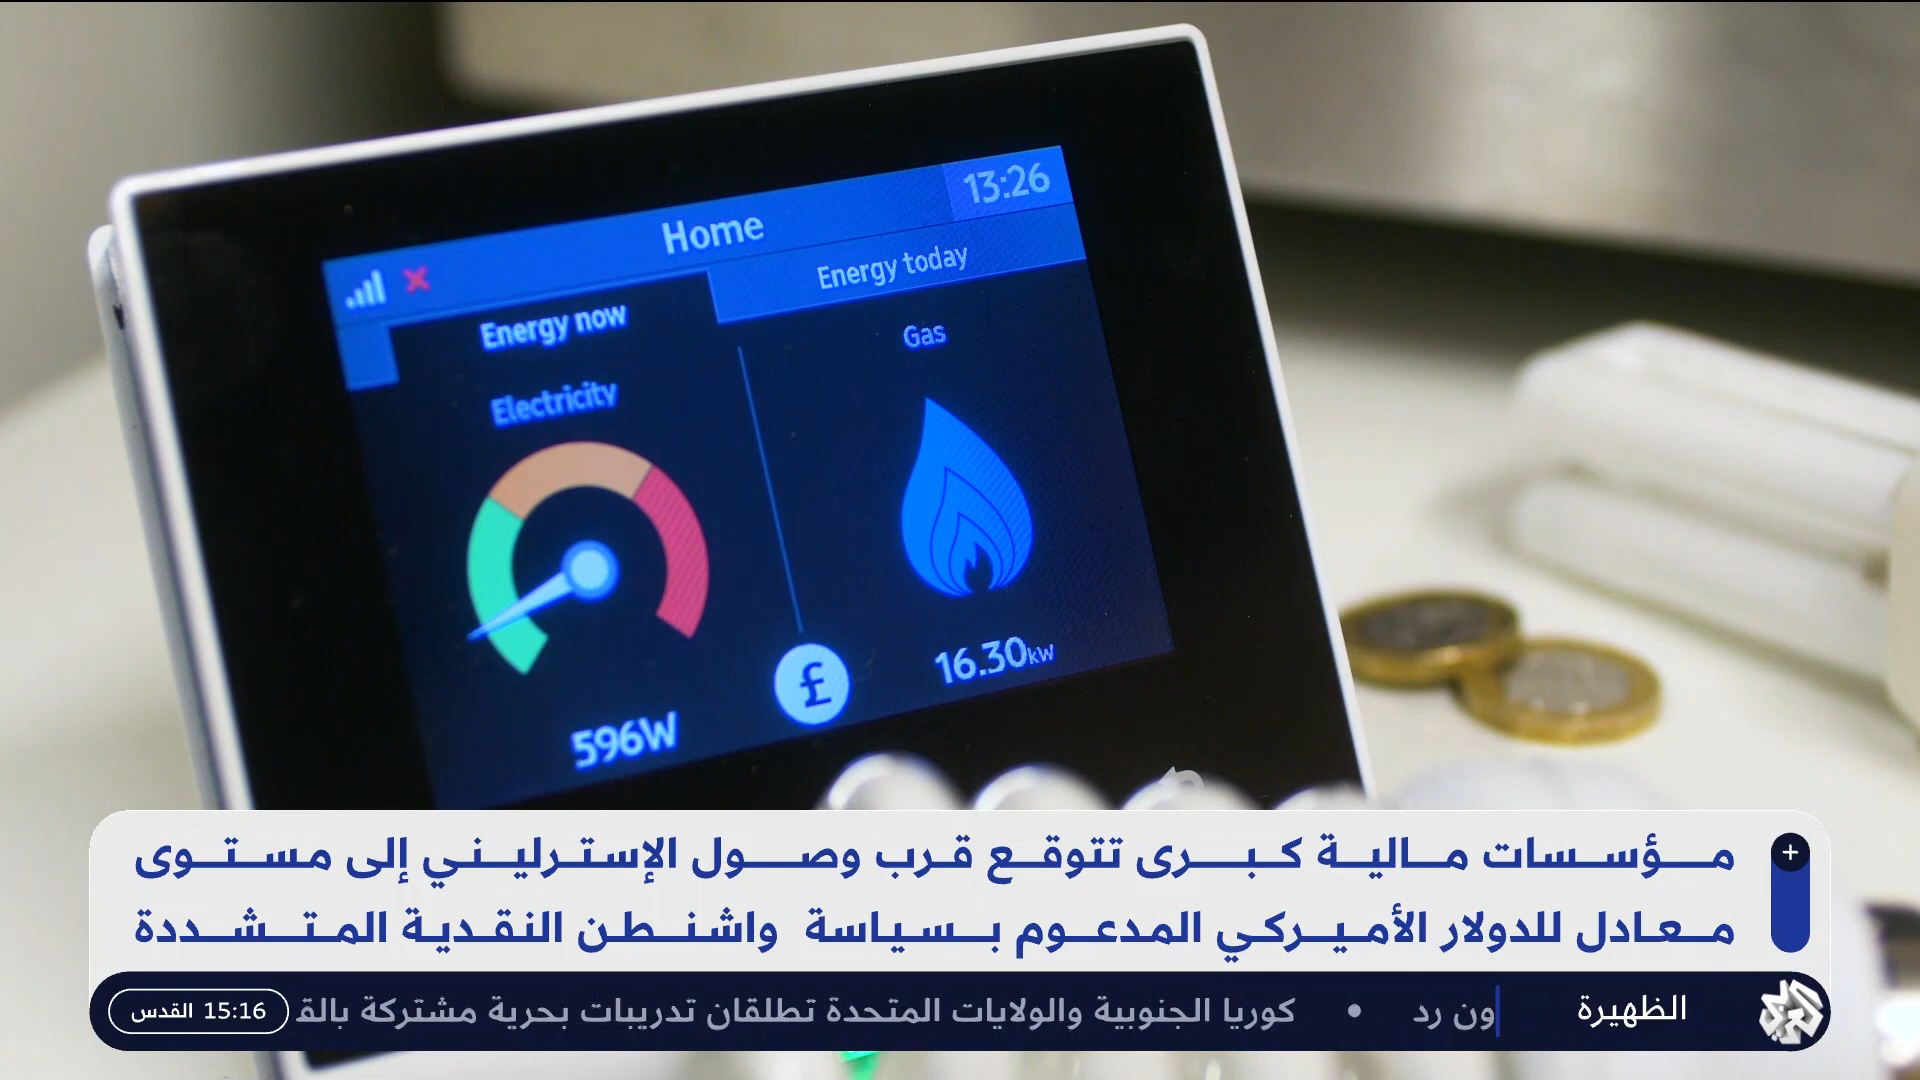 13:26
Home
Energy now
Energy today
Electricity
Gas
£
16.30kw
596W
مؤسسات مالية كبرى تتوقع قرب وصول الإسترليني إلى مستوى
معادل للدولار الأميركي المدعوم بسياسة واشنطن النقدية المتشددة
الظهيرة
ون رد • كوريا الجنوبية والولايات المتحدة تطلقان تدريبات بحرية مشتركة بالق
15:16 القدس